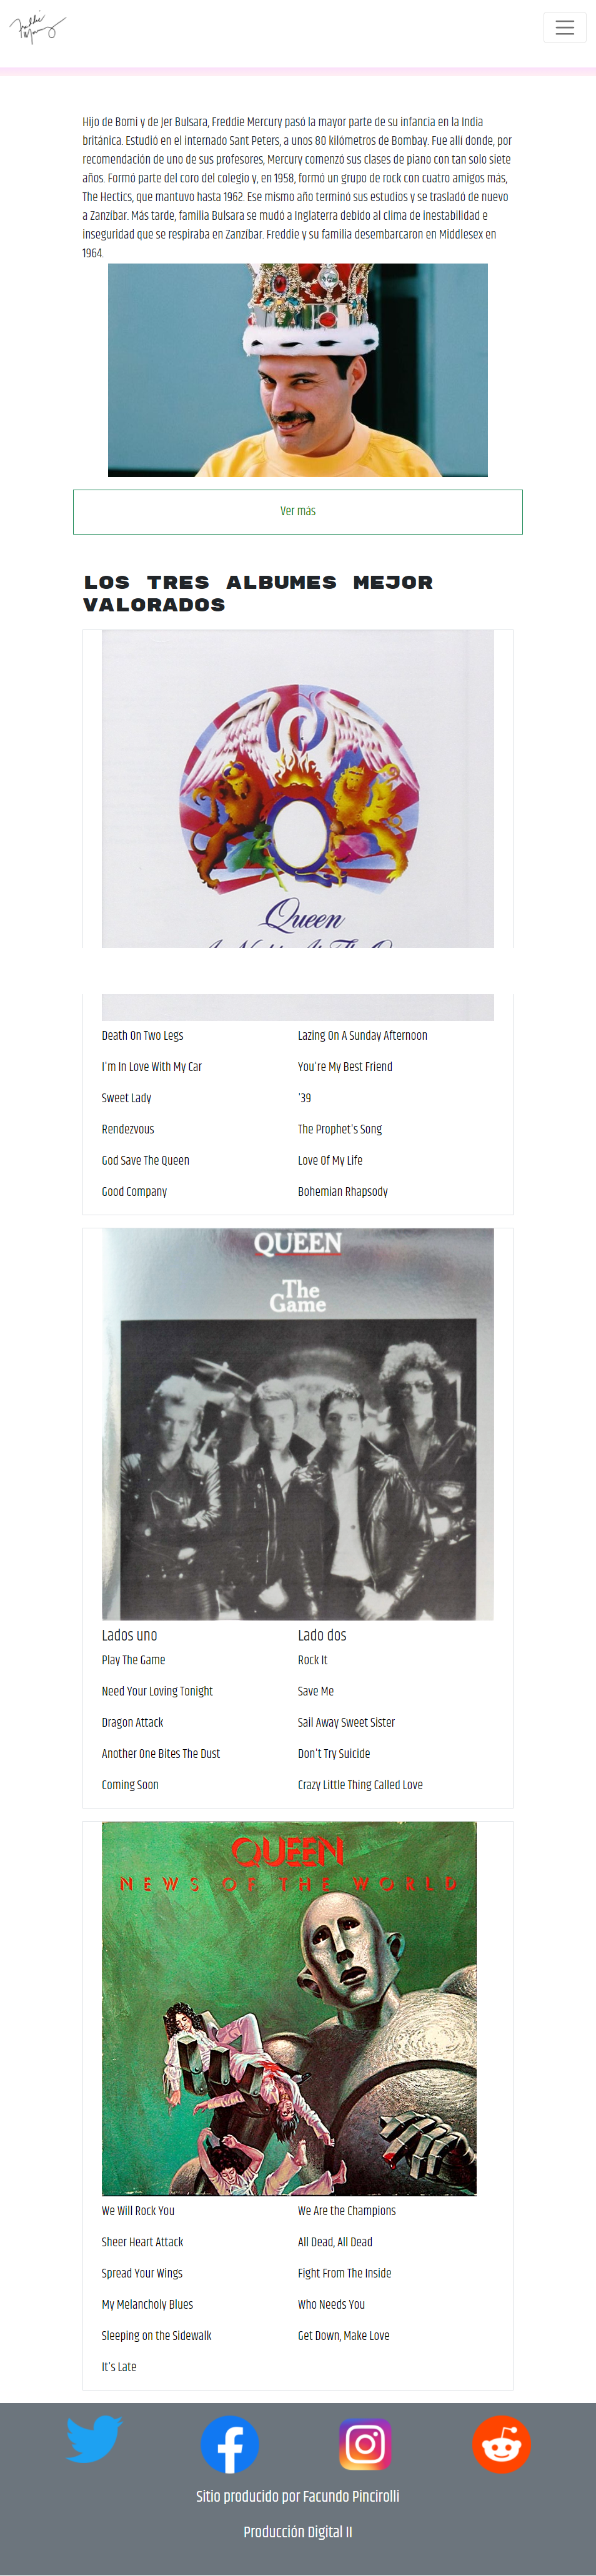 Freddie
Mercury
Hijo de Bomi y de Jer Bulsara, Freddie Mercury pasó la mayor parte de su infancia en la India
británica. Estudió en el internado Sant Peters, a unos 80 kilómetros de Bombay. Fue allí donde, por
recomendación de uno de sus profesores, Mercury comenzó sus clases de piano con tan solo siete
años. Formó parte del coro del colegio y, en 1958, formó un grupo de rock con cuatro amigos más,
The Hectics, que mantuvo hasta 1962. Ese mismo año terminó sus estudios y se trasladó de nuevo
a Zanzíbar. Más tarde, familia Bulsara se mudó a Inglaterra debido al clima de inestabilidad e
inseguridad que se respiraba en Zanzíbar. Freddie y su familia desembarcaron en Middlesex en
1964.
Ver más
LOS TRES ALBUMES MEJOR
VALORADOS
Queen
Death On Two Legs
Lazing On A Sunday Afternoon
I'm In Love With My Car
You're My Best Friend
Sweet Lady
'39
Rendezvous
The Prophet's Song
God Save The Queen
Love Of My Life
Good Company
Bohemian Rhapsody
QUEEN
The
Game
Lados uno
Lado dos
Play The Game
Rock It
Need Your Loving Tonight
Save Me
Dragon Attack
Sail Away Sweet Sister
Another One Bites The Dust
Don't Try Suicide
Coming Soon
Crazy Little Thing Called Love
QUEEN
NEWS OF THE WORLD
We Will Rock You
We Are the Champions
Sheer Heart Attack
All Dead, All Dead
Spread Your Wings
Fight From The Inside
My Melancholy Blues
Who Needs You
Sleeping on the Sidewalk
Get Down, Make Love
It's Late
Sitio producido por Facundo Pincirolli
Producción Digital II